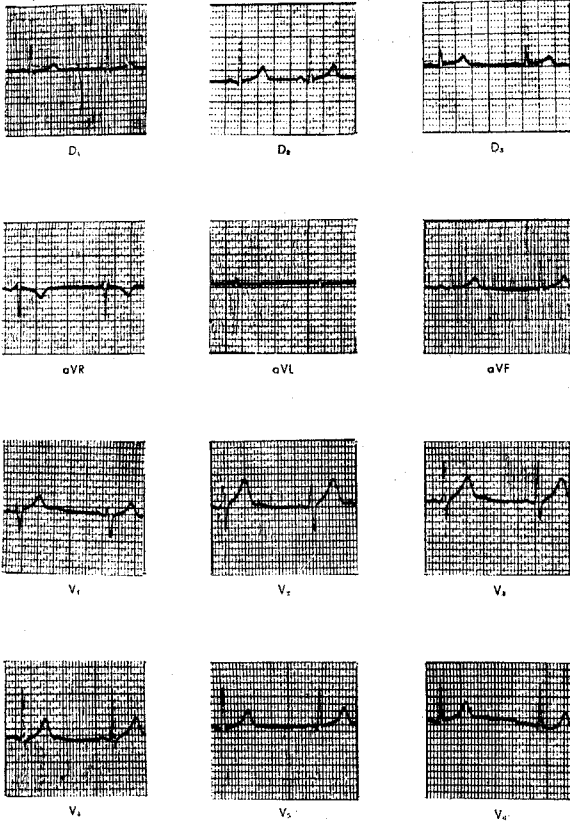 D₁ D₂ D₃
aVR aVL aVF
V₁ V₂ V₃
V₄ V₅ V₆